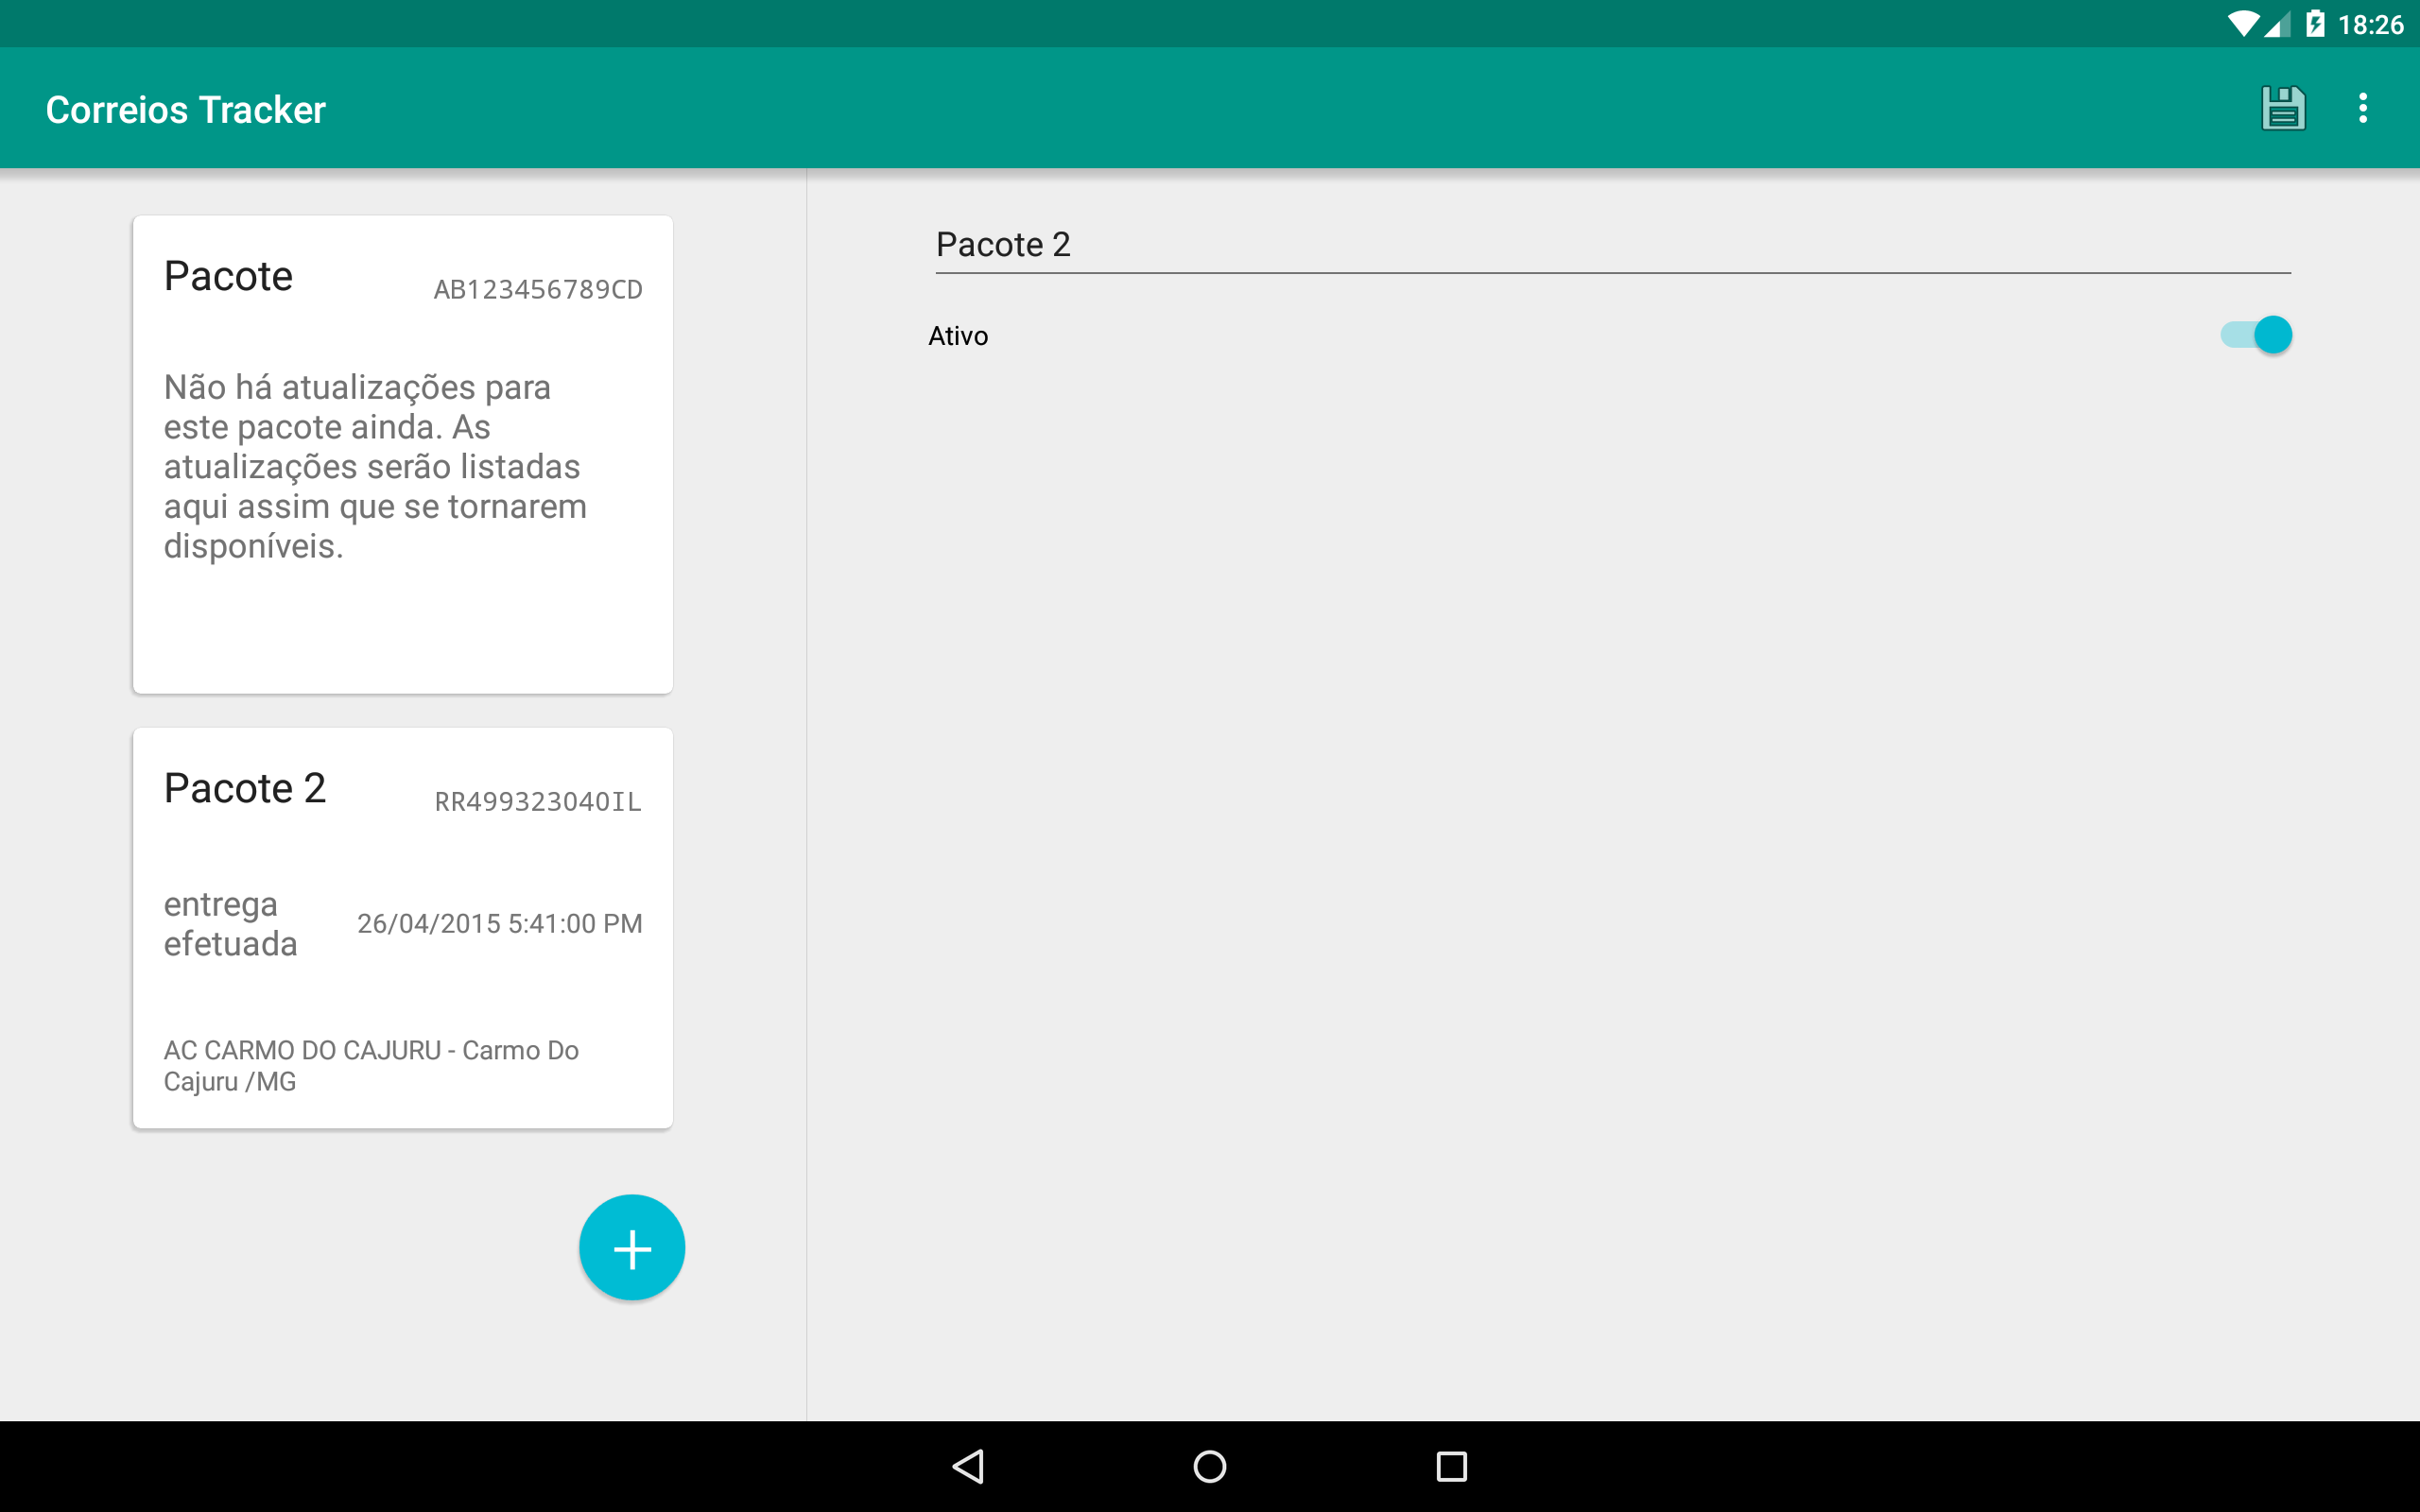 18:26
Correios Tracker
Pacote
AB123456789CD
Não há atualizações para
este pacote ainda. As
atualizações serão listadas
aqui assim que se tornarem
disponíveis.
Pacote 2
RR499323040IL
entrega
efetuada
26/04/2015 5:41:00 PM
AC CARMO DO CAJURU - Carmo Do
Cajuru /MG
Pacote 2
Ativo